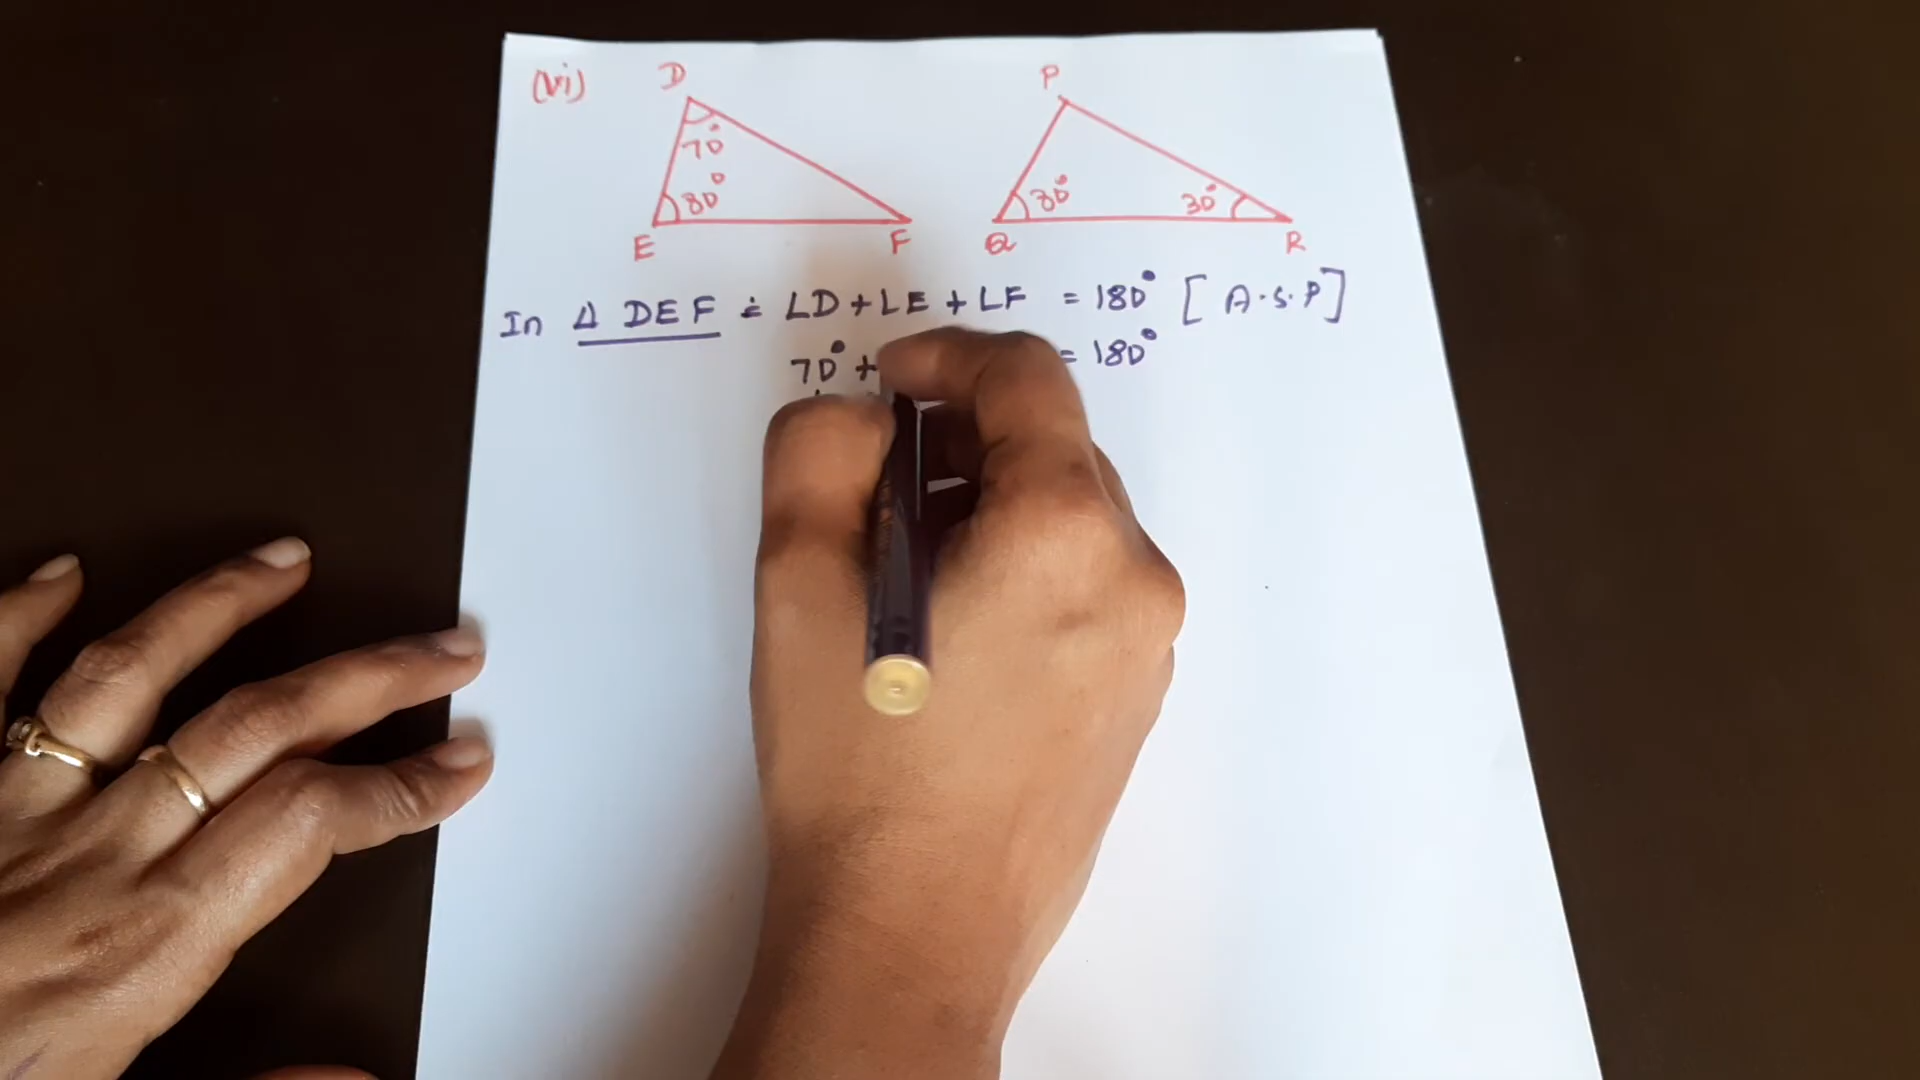 (vi)
D
70°
80°
E
F
P
80°
30°
Q
R
In Δ DEF : ∠D + ∠E + ∠F = 180° [A.S.P]
70° + = 180°